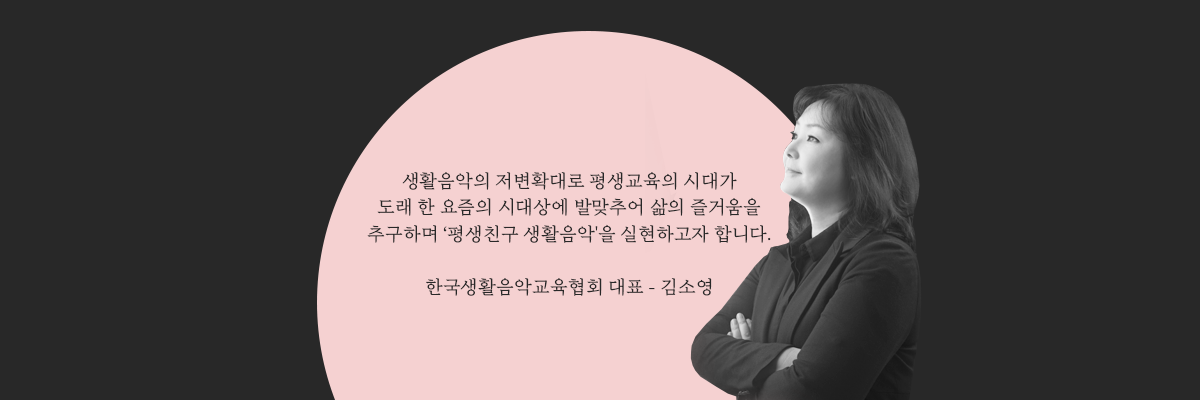 생활음악의 저변확대로 평생교육의 시대가
도래 한 요즘의 시대상에 발맞추어 삶의 즐거움을
추구하며 ‘평생친구 생활음악'을 실현하고자 합니다.
한국생활음악교육협회 대표 - 김소영